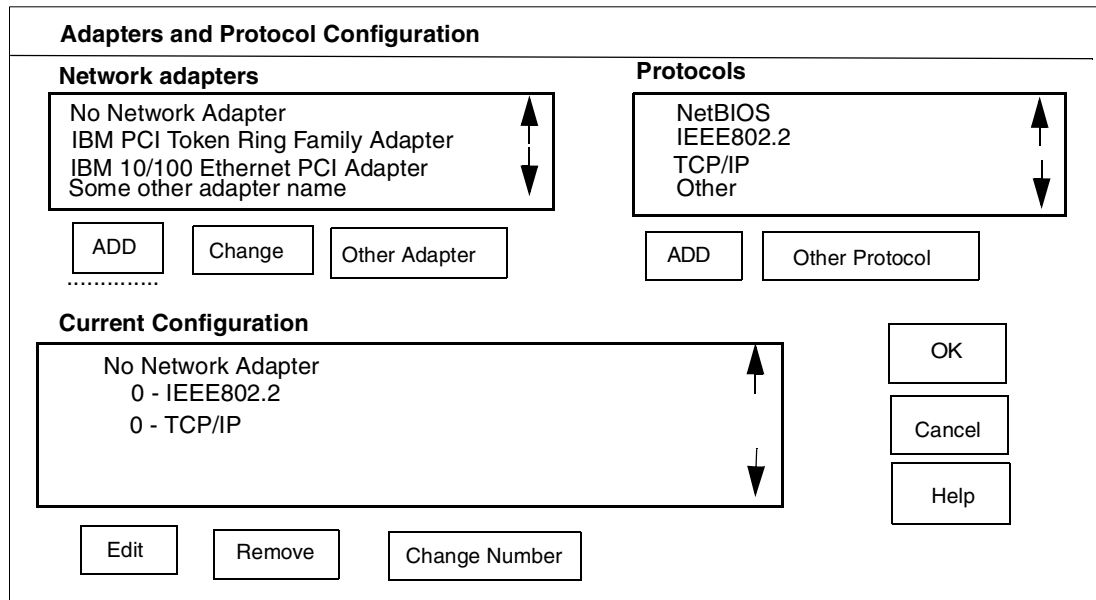 Adapters and Protocol Configuration
Network adapters
No Network Adapter
IBM PCI Token Ring Family Adapter
IBM 10/100 Ethernet PCI Adapter
Some other adapter name
ADD
Change
Other Adapter
Protocols
NetBIOS
IEEE802.2
TCP/IP
Other
ADD
Other Protocol
Current Configuration
No Network Adapter
0 - IEEE802.2
0 - TCP/IP
Edit
Remove
Change Number
OK
Cancel
Help